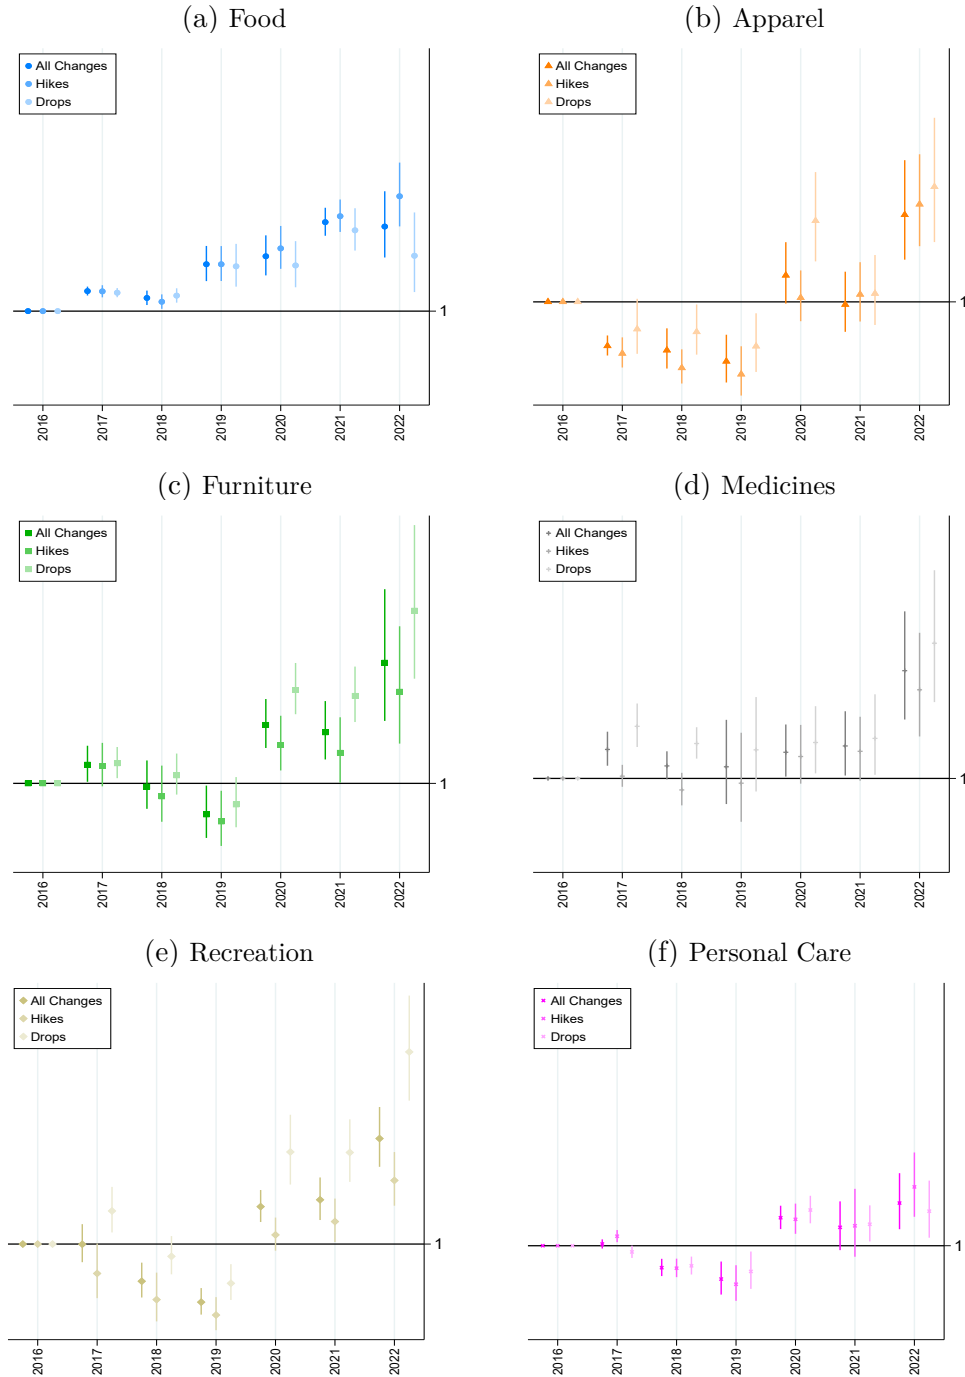 (a) Food
All Changes
Hikes
Drops
1
2016
2017
2018
2019
2020
2021
2022
(b) Apparel
All Changes
Hikes
Drops
1
2016
2017
2018
2019
2020
2021
2022
(c) Furniture
All Changes
Hikes
Drops
1
2016
2017
2018
2019
2020
2021
2022
(d) Medicines
All Changes
Hikes
Drops
1
2016
2017
2018
2019
2020
2021
2022
(e) Recreation
All Changes
Hikes
Drops
1
2016
2017
2018
2019
2020
2021
2022
(f) Personal Care
All Changes
Hikes
Drops
1
2016
2017
2018
2019
2020
2021
2022